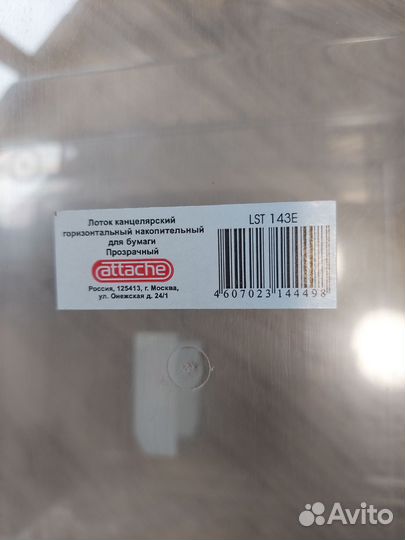 Лоток канцелярский
горизонтальный накопительный
для бумаги
Прозрачный
attache
Россия, 125413, г. Москва,
ул. Онежская д. 24/1
LST 143E
4 607023 144498
Avito